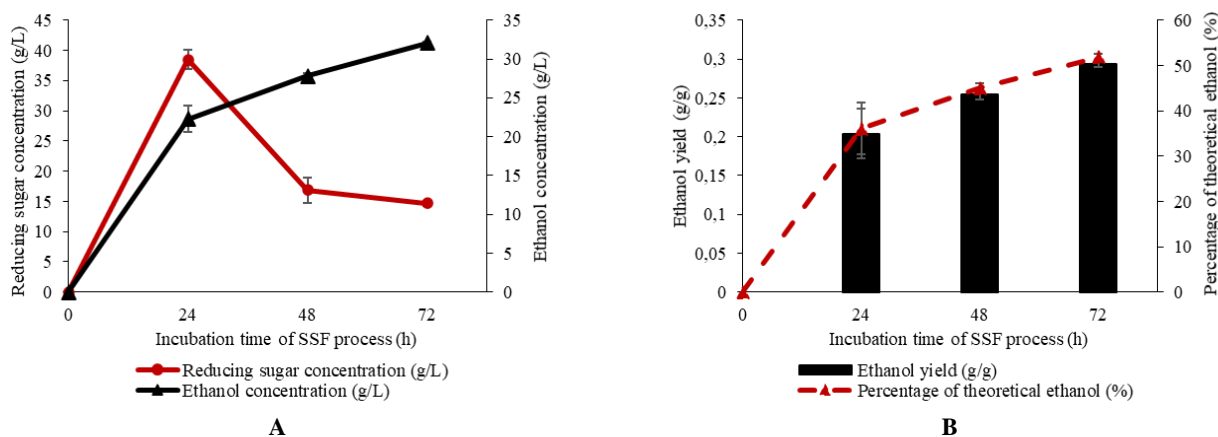 Reducing sugar concentration (g/L)
45
40
35
30
25
20
15
10
5
0
35
30
25
20
15
10
5
0
Ethanol concentration (g/L)
0 24 48 72
Incubation time of SSF process (h)
Reducing sugar concentration (g/L)
Ethanol concentration (g/L)
A
Ethanol yield (g/g)
0,35
0,3
0,25
0,2
0,15
0,1
0,05
0
60
50
40
30
20
10
0
Percentage of theoretical ethanol (%)
0 24 48 72
Incubation time of SSF process (h)
Ethanol yield (g/g)
Percentage of theoretical ethanol (%)
B